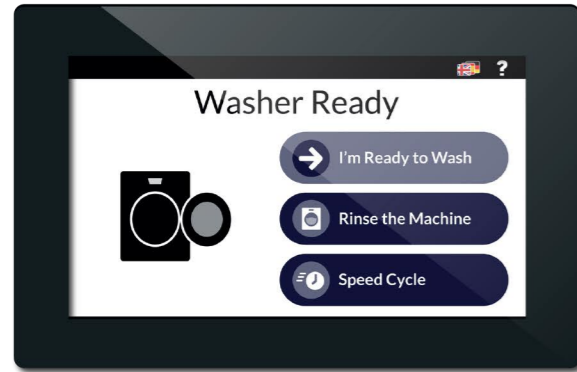 ?
Washer Ready
I'm Ready to Wash
Rinse the Machine
Speed Cycle